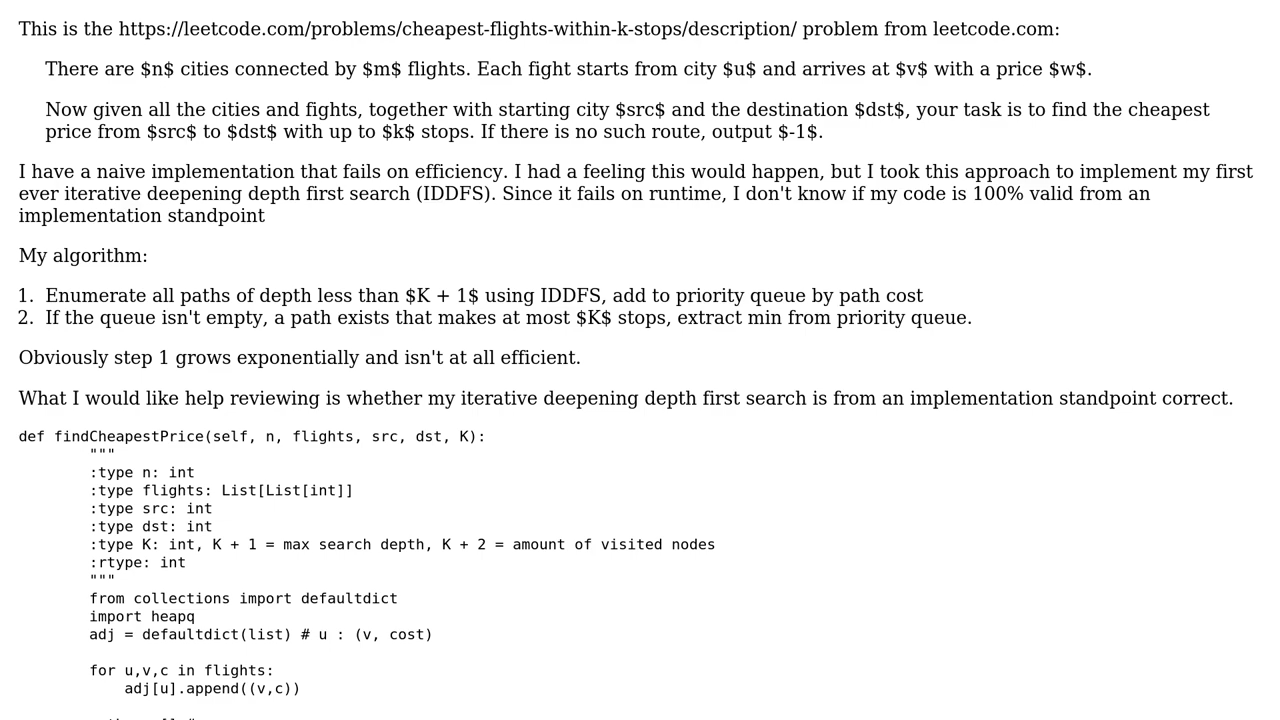 This is the https://leetcode.com/problems/cheapest-flights-within-k-stops/description/ problem from leetcode.com:
There are $n$ cities connected by $m$ flights. Each fight starts from city $u$ and arrives at $v$ with a price $w$.
Now given all the cities and fights, together with starting city $src$ and the destination $dst$, your task is to find the cheapest
price from $src$ to $dst$ with up to $k$ stops. If there is no such route, output $-1$.
I have a naive implementation that fails on efficiency. I had a feeling this would happen, but I took this approach to implement my first
ever iterative deepening depth first search (IDDFS). Since it fails on runtime, I don't know if my code is 100% valid from an
implementation standpoint
My algorithm:
1. Enumerate all paths of depth less than $K + 1$ using IDDFS, add to priority queue by path cost
2. If the queue isn't empty, a path exists that makes at most $K$ stops, extract min from priority queue.
Obviously step 1 grows exponentially and isn't at all efficient.
What I would like help reviewing is whether my iterative deepening depth first search is from an implementation standpoint correct.
def findCheapestPrice(self, n, flights, src, dst, K):
        """
        :type n: int
        :type flights: List[List[int]]
        :type src: int
        :type dst: int
        :type K: int, K + 1 = max search depth, K + 2 = amount of visited nodes
        :rtype: int
        """
        from collections import defaultdict
        import heapq
        adj = defaultdict(list) # u : (v, cost)
        for u,v,c in flights:
            adj[u].append((v,c))